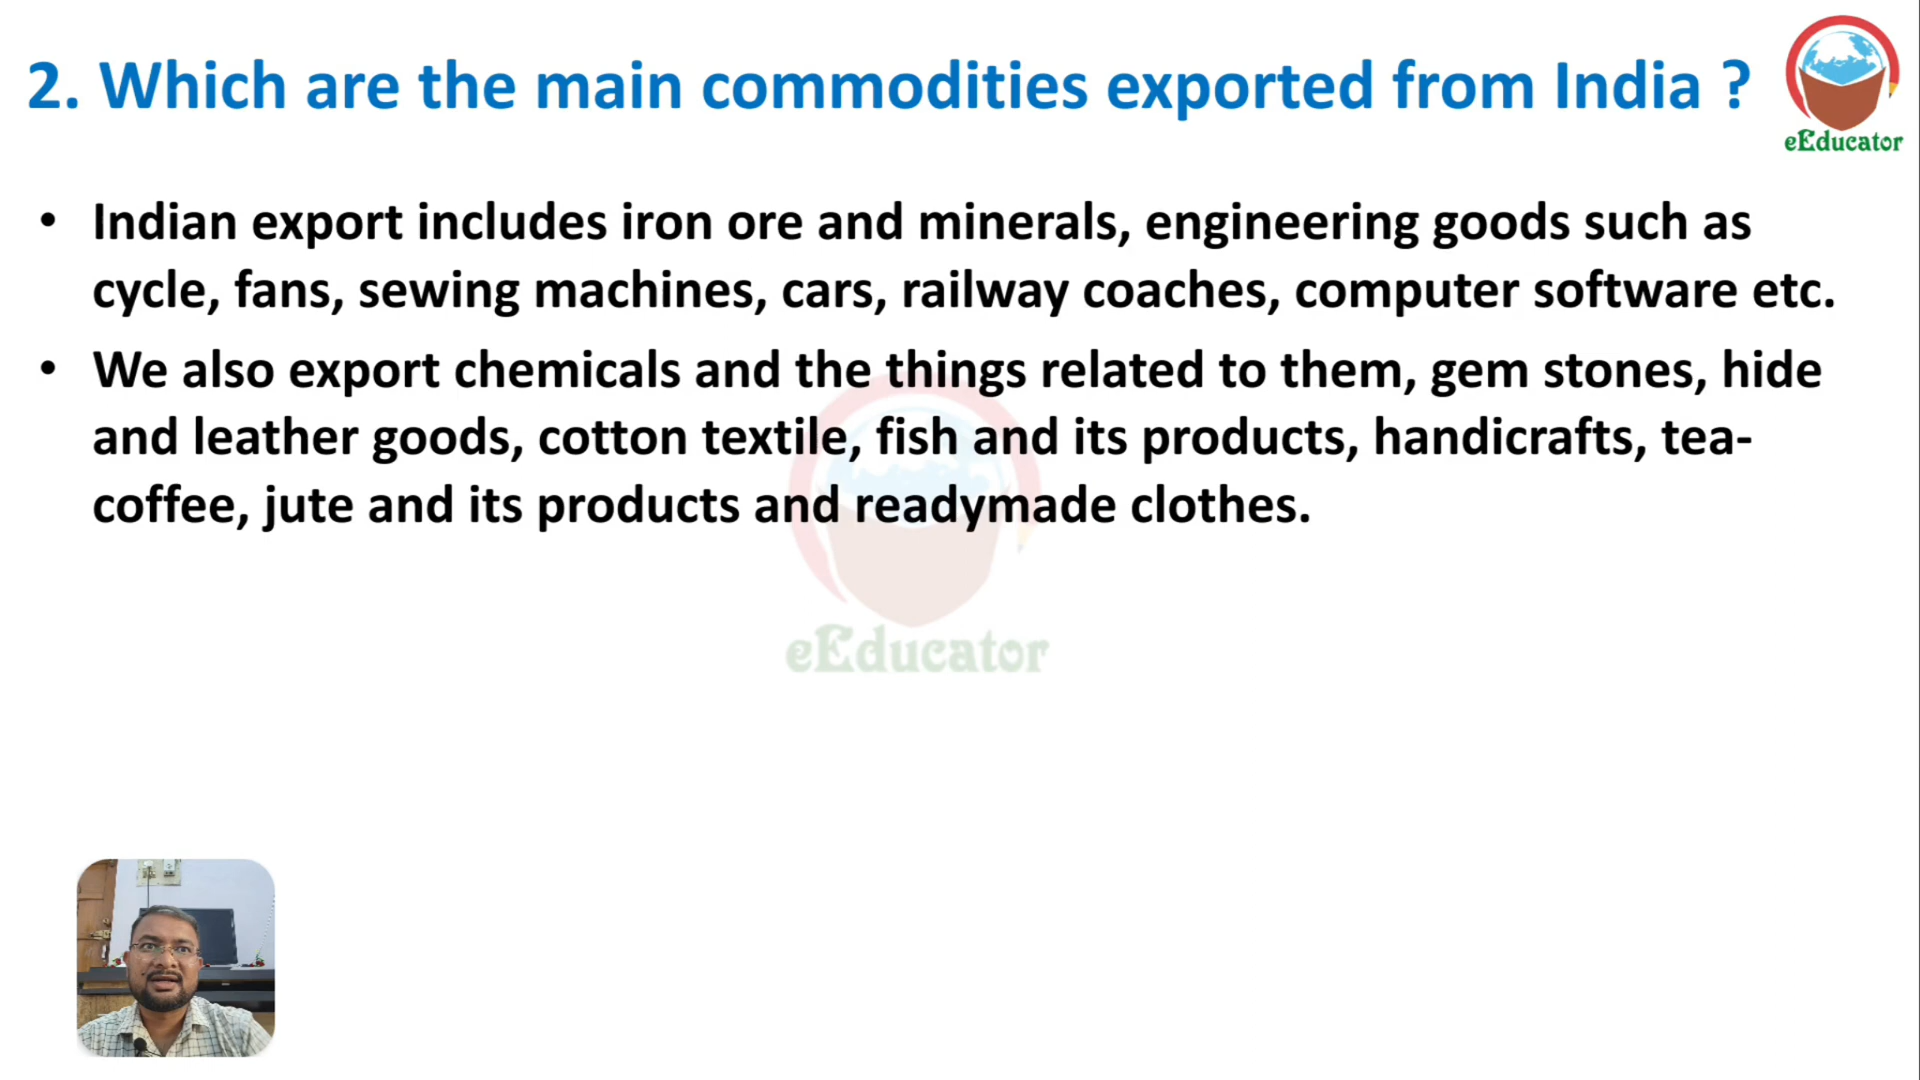 2. Which are the main commodities exported from India ?
eEducator
• Indian export includes iron ore and minerals, engineering goods such as
cycle, fans, sewing machines, cars, railway coaches, computer software etc.
• We also export chemicals and the things related to them, gem stones, hide
and leather goods, cotton textile, fish and its products, handicrafts, tea-
coffee, jute and its products and readymade clothes.
eEducator